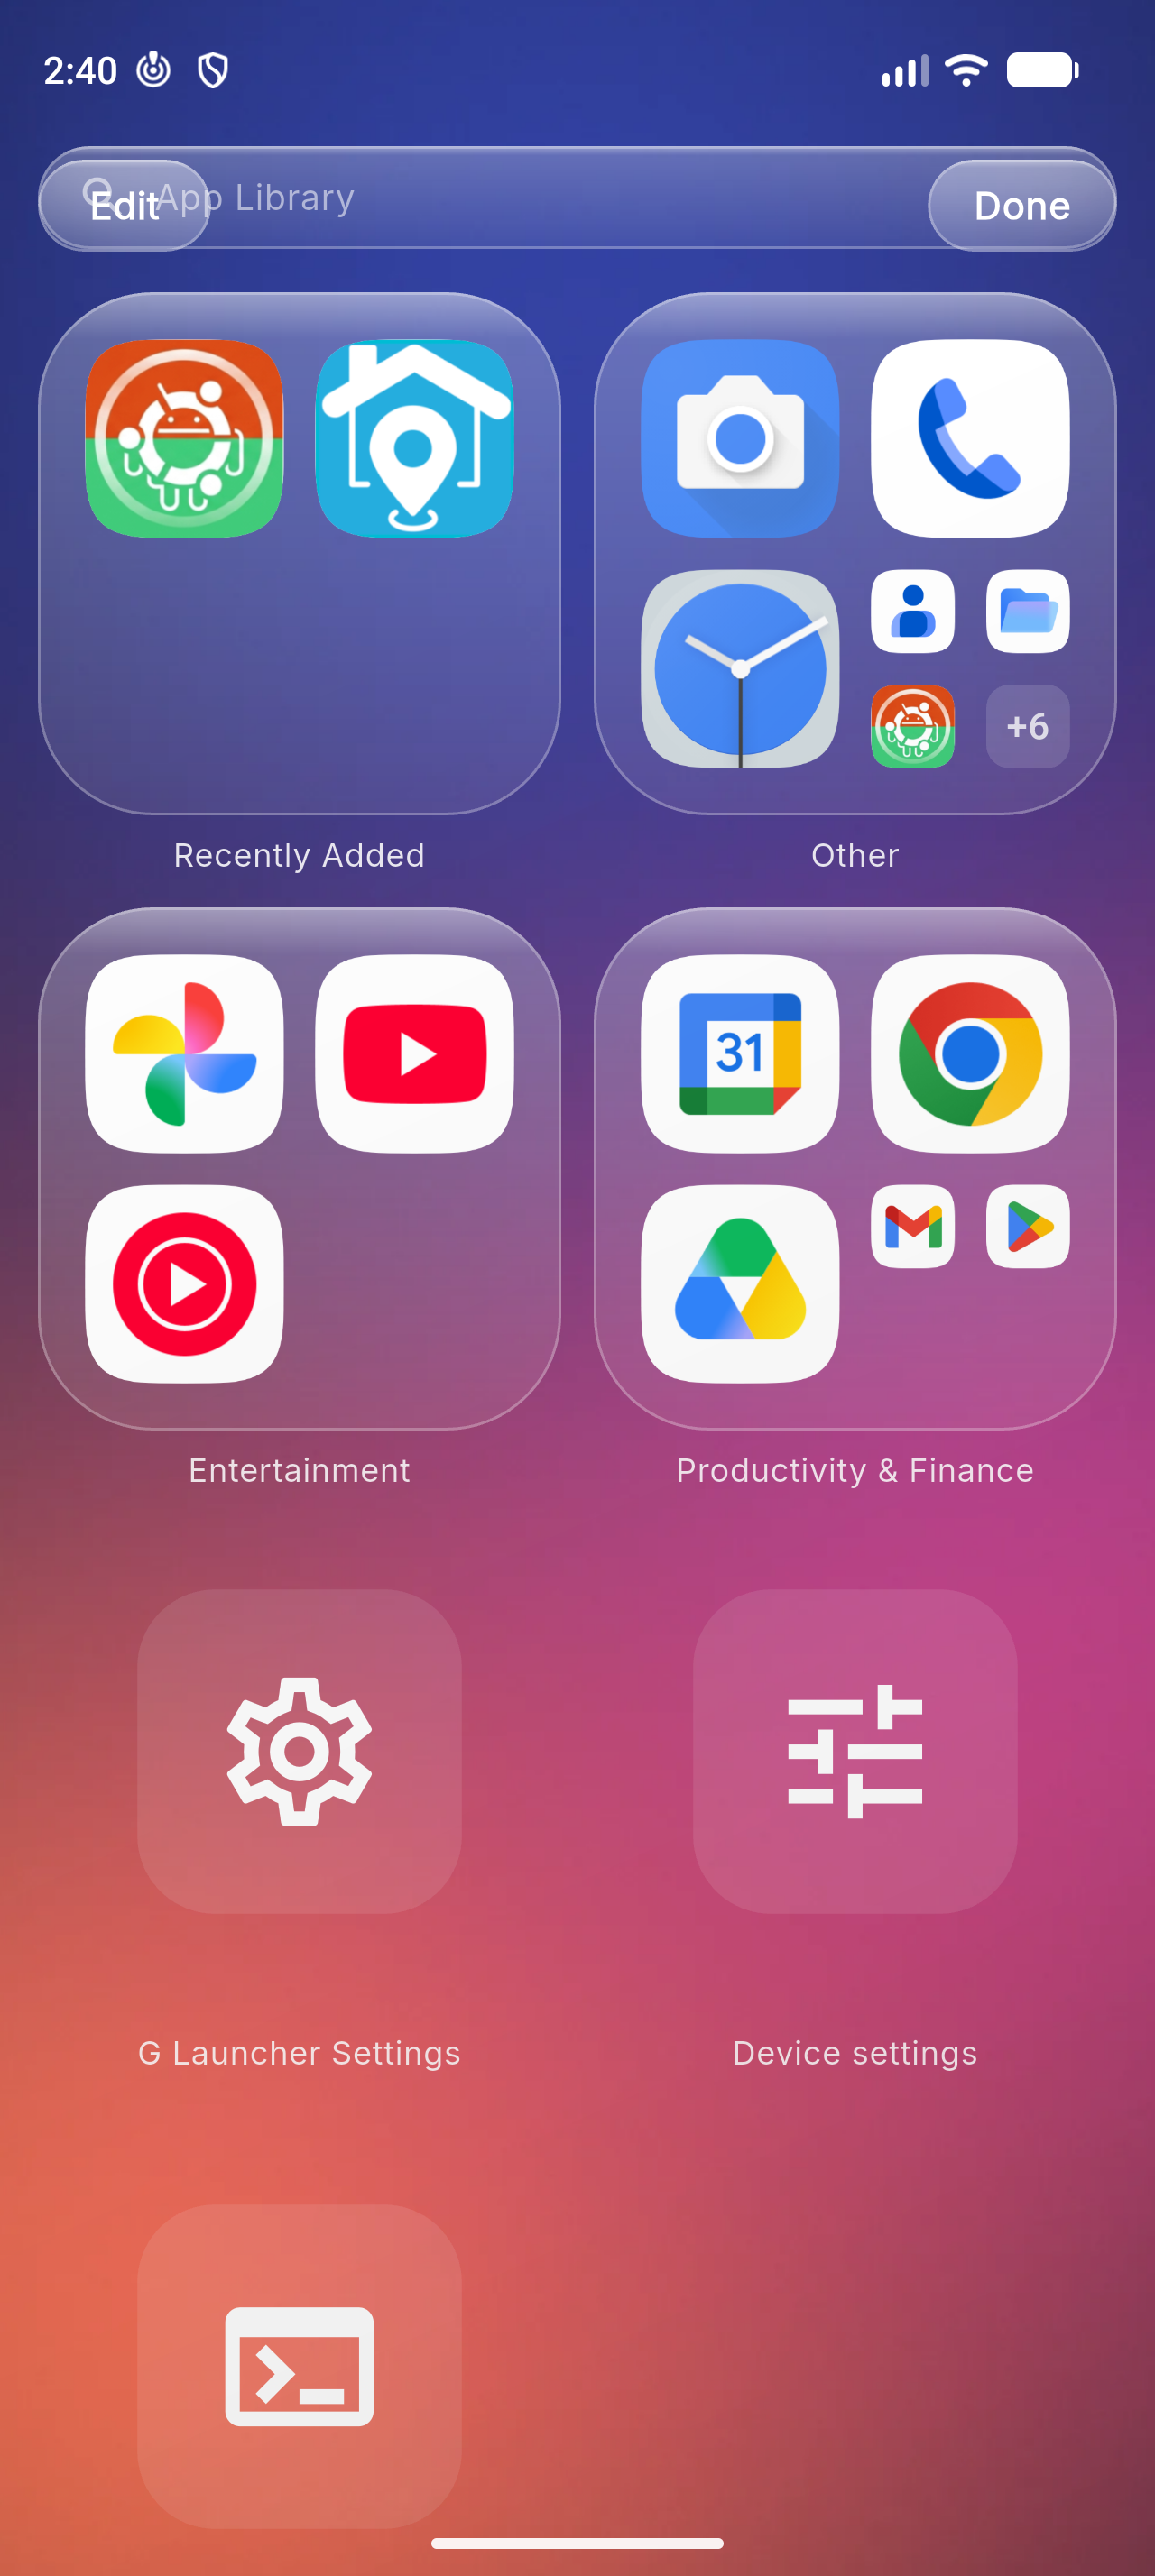 2:40
Edit
App Library
Done
+6
Recently Added
Other
31
Entertainment
Productivity & Finance
G Launcher Settings
Device settings